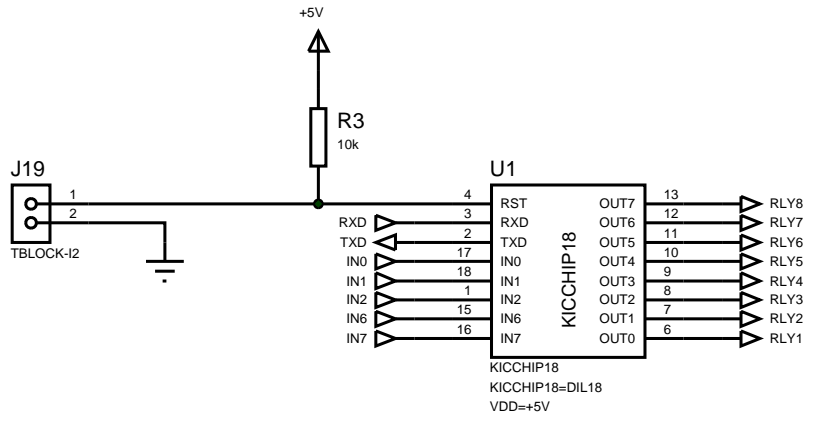 +5V
R3
10k
J19
U1
1
2
TBLOCK-I2
4 RST OUT7 13 RLY8
RXD 3 RXD OUT6 12 RLY7
TXD 2 TXD OUT5 11 RLY6
IN0 17 IN0 OUT4 10 RLY5
IN1 18 IN1 OUT3 9 RLY4
IN2 1 IN2 OUT2 8 RLY3
IN6 15 IN6 OUT1 7 RLY2
IN7 16 IN7 OUT0 6 RLY1
KICCHIP18
KICCHIP18
KICCHIP18=DIL18
VDD=+5V